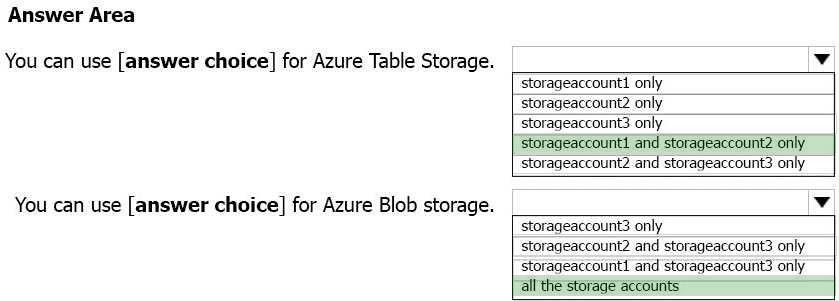 Answer Area
You can use [answer choice] for Azure Table Storage.
storageaccount1 only
storageaccount2 only
storageaccount3 only
storageaccount1 and storageaccount2 only
storageaccount2 and storageaccount3 only
You can use [answer choice] for Azure Blob storage.
storageaccount3 only
storageaccount2 and storageaccount3 only
storageaccount1 and storageaccount3 only
all the storage accounts